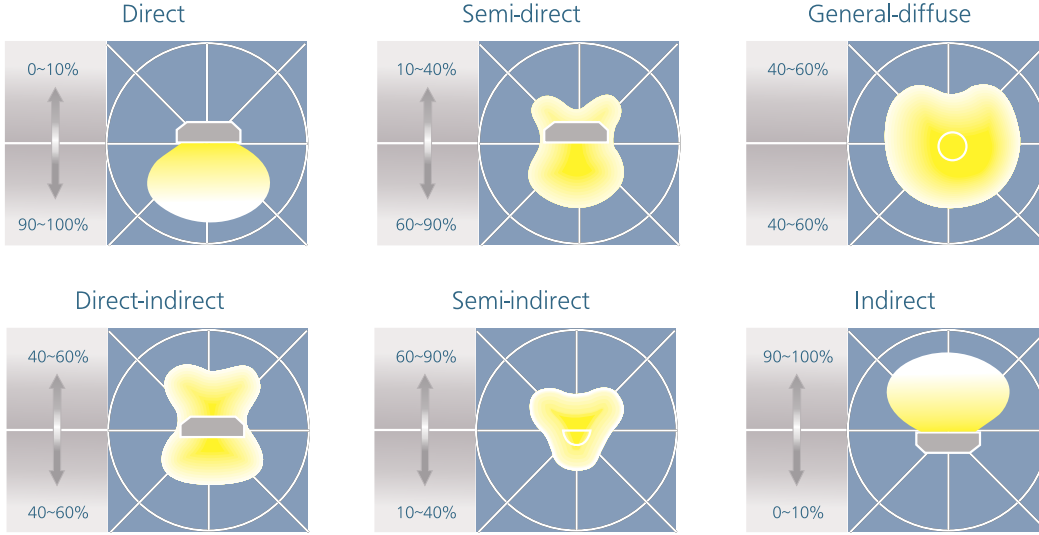 Direct
Semi-direct
General-diffuse
0~10%
10~40%
40~60%
90~100%
60~90%
40~60%
Direct-indirect
Semi-indirect
Indirect
40~60%
60~90%
90~100%
40~60%
10~40%
0~10%